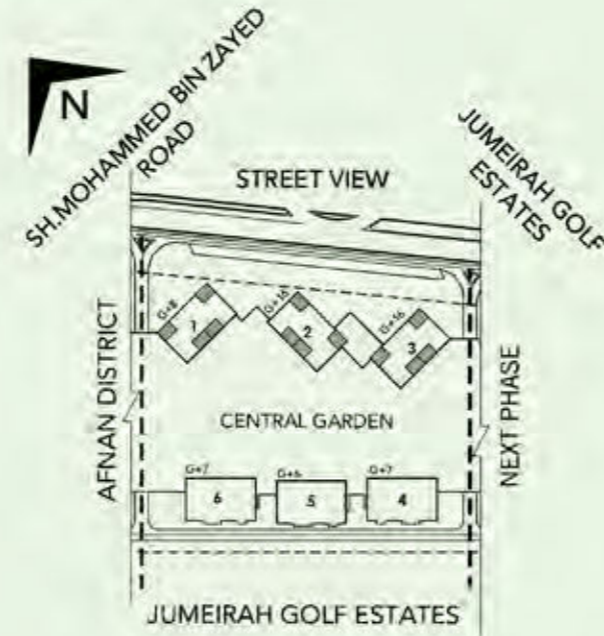 N
SH.MOHAMMED BIN ZAYED
ROAD
STREET VIEW
JUMEIRAH GOLF
ESTATES
G+8
1
G+16
2
G+16
3
AFNAN DISTRICT
CENTRAL GARDEN
NEXT PHASE
G+7
6
G+6
5
G+7
4
JUMEIRAH GOLF ESTATES